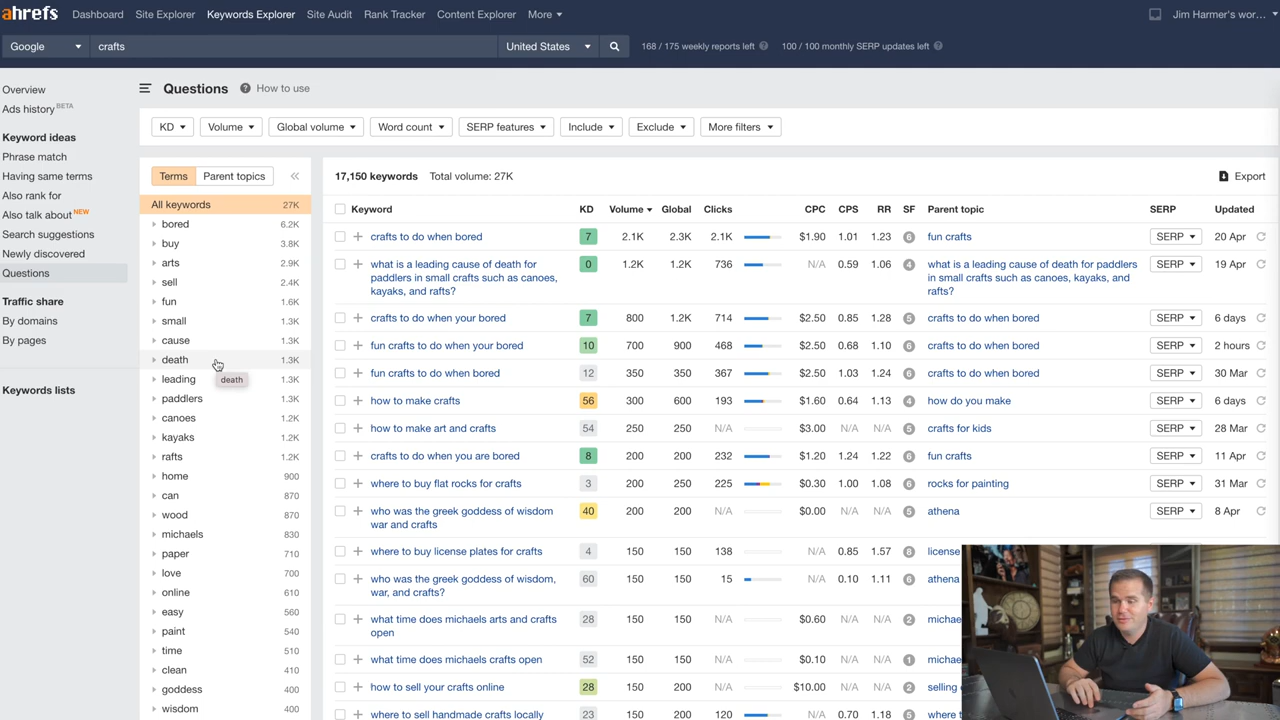 ahrefs Dashboard Site Explorer Keywords Explorer Site Audit Rank Tracker Content Explorer More Jim Harmer's wor...
Google crafts United States 168 / 175 weekly reports left 100 / 100 monthly SERP updates left
Overview
Ads history BETA
Keyword ideas
Phrase match
Having same terms
Also rank for
Also talk about NEW
Search suggestions
Newly discovered
Questions
Traffic share
By domains
By pages
Keywords lists
Questions ? How to use
KD Volume Global volume Word count SERP features Include Exclude More filters
Terms Parent topics «
All keywords 27K
bored 6.2K
buy 3.8K
arts 2.9K
sell 2.4K
fun 1.6K
small 1.3K
cause 1.3K
death 1.3K
death
leading 1.3K
paddlers 1.3K
canoes 1.2K
kayaks 1.2K
rafts 1.2K
home 900
can 870
wood 870
michaels 830
paper 710
love 700
online 610
easy 560
paint 540
time 510
clean 410
goddess 400
wisdom 400
17,150 keywords Total volume: 27K Export
Keyword KD Volume Global Clicks CPC CPS RR SF Parent topic SERP Updated
crafts to do when bored 7 2.1K 2.3K 2.1K $1.90 1.01 1.23 6 fun crafts SERP 20 Apr
what is a leading cause of death for 0 1.2K 1.2K 736 N/A 0.59 1.06 4 what is a leading cause of death for paddlers SERP 19 Apr
paddlers in small crafts such as canoes, in small crafts such as canoes, kayaks, and
kayaks, and rafts? rafts?
crafts to do when your bored 7 800 1.2K 714 $2.50 0.85 1.28 5 crafts to do when bored SERP 6 days
fun crafts to do when your bored 10 700 900 468 $2.50 0.68 1.10 6 crafts to do when bored SERP 2 hours
fun crafts to do when bored 12 350 350 367 $2.50 1.03 1.24 6 crafts to do when bored SERP 30 Mar
how to make crafts 56 300 600 193 $1.60 0.64 1.13 4 how do you make SERP 6 days
how to make art and crafts 54 250 250 N/A $3.00 N/A N/A 5 crafts for kids SERP 28 Mar
crafts to do when you are bored 8 200 200 232 $1.20 1.24 1.22 6 fun crafts SERP 11 Apr
where to buy flat rocks for crafts 3 200 250 225 $0.30 1.00 1.08 6 rocks for painting SERP 31 Mar
who was the greek goddess of wisdom 40 200 200 N/A $0.00 N/A N/A 5 athena SERP 8 Apr
war and crafts
where to buy license plates for crafts 4 150 150 138 N/A 0.85 1.57 8 license
who was the greek goddess of wisdom, 60 150 150 15 N/A 0.10 1.11 6 athena
war, and crafts?
what time does michaels arts and crafts 28 150 150 N/A $0.60 N/A N/A 2
open
what time does michaels crafts open 52 150 150 N/A $0.10 N/A N/A 1
how to sell your crafts online 28 150 200 N/A $10.00 N/A N/A 2 selling
where to sell handmade crafts locally 23 150 200 120 N/A 0.70 1.18 5